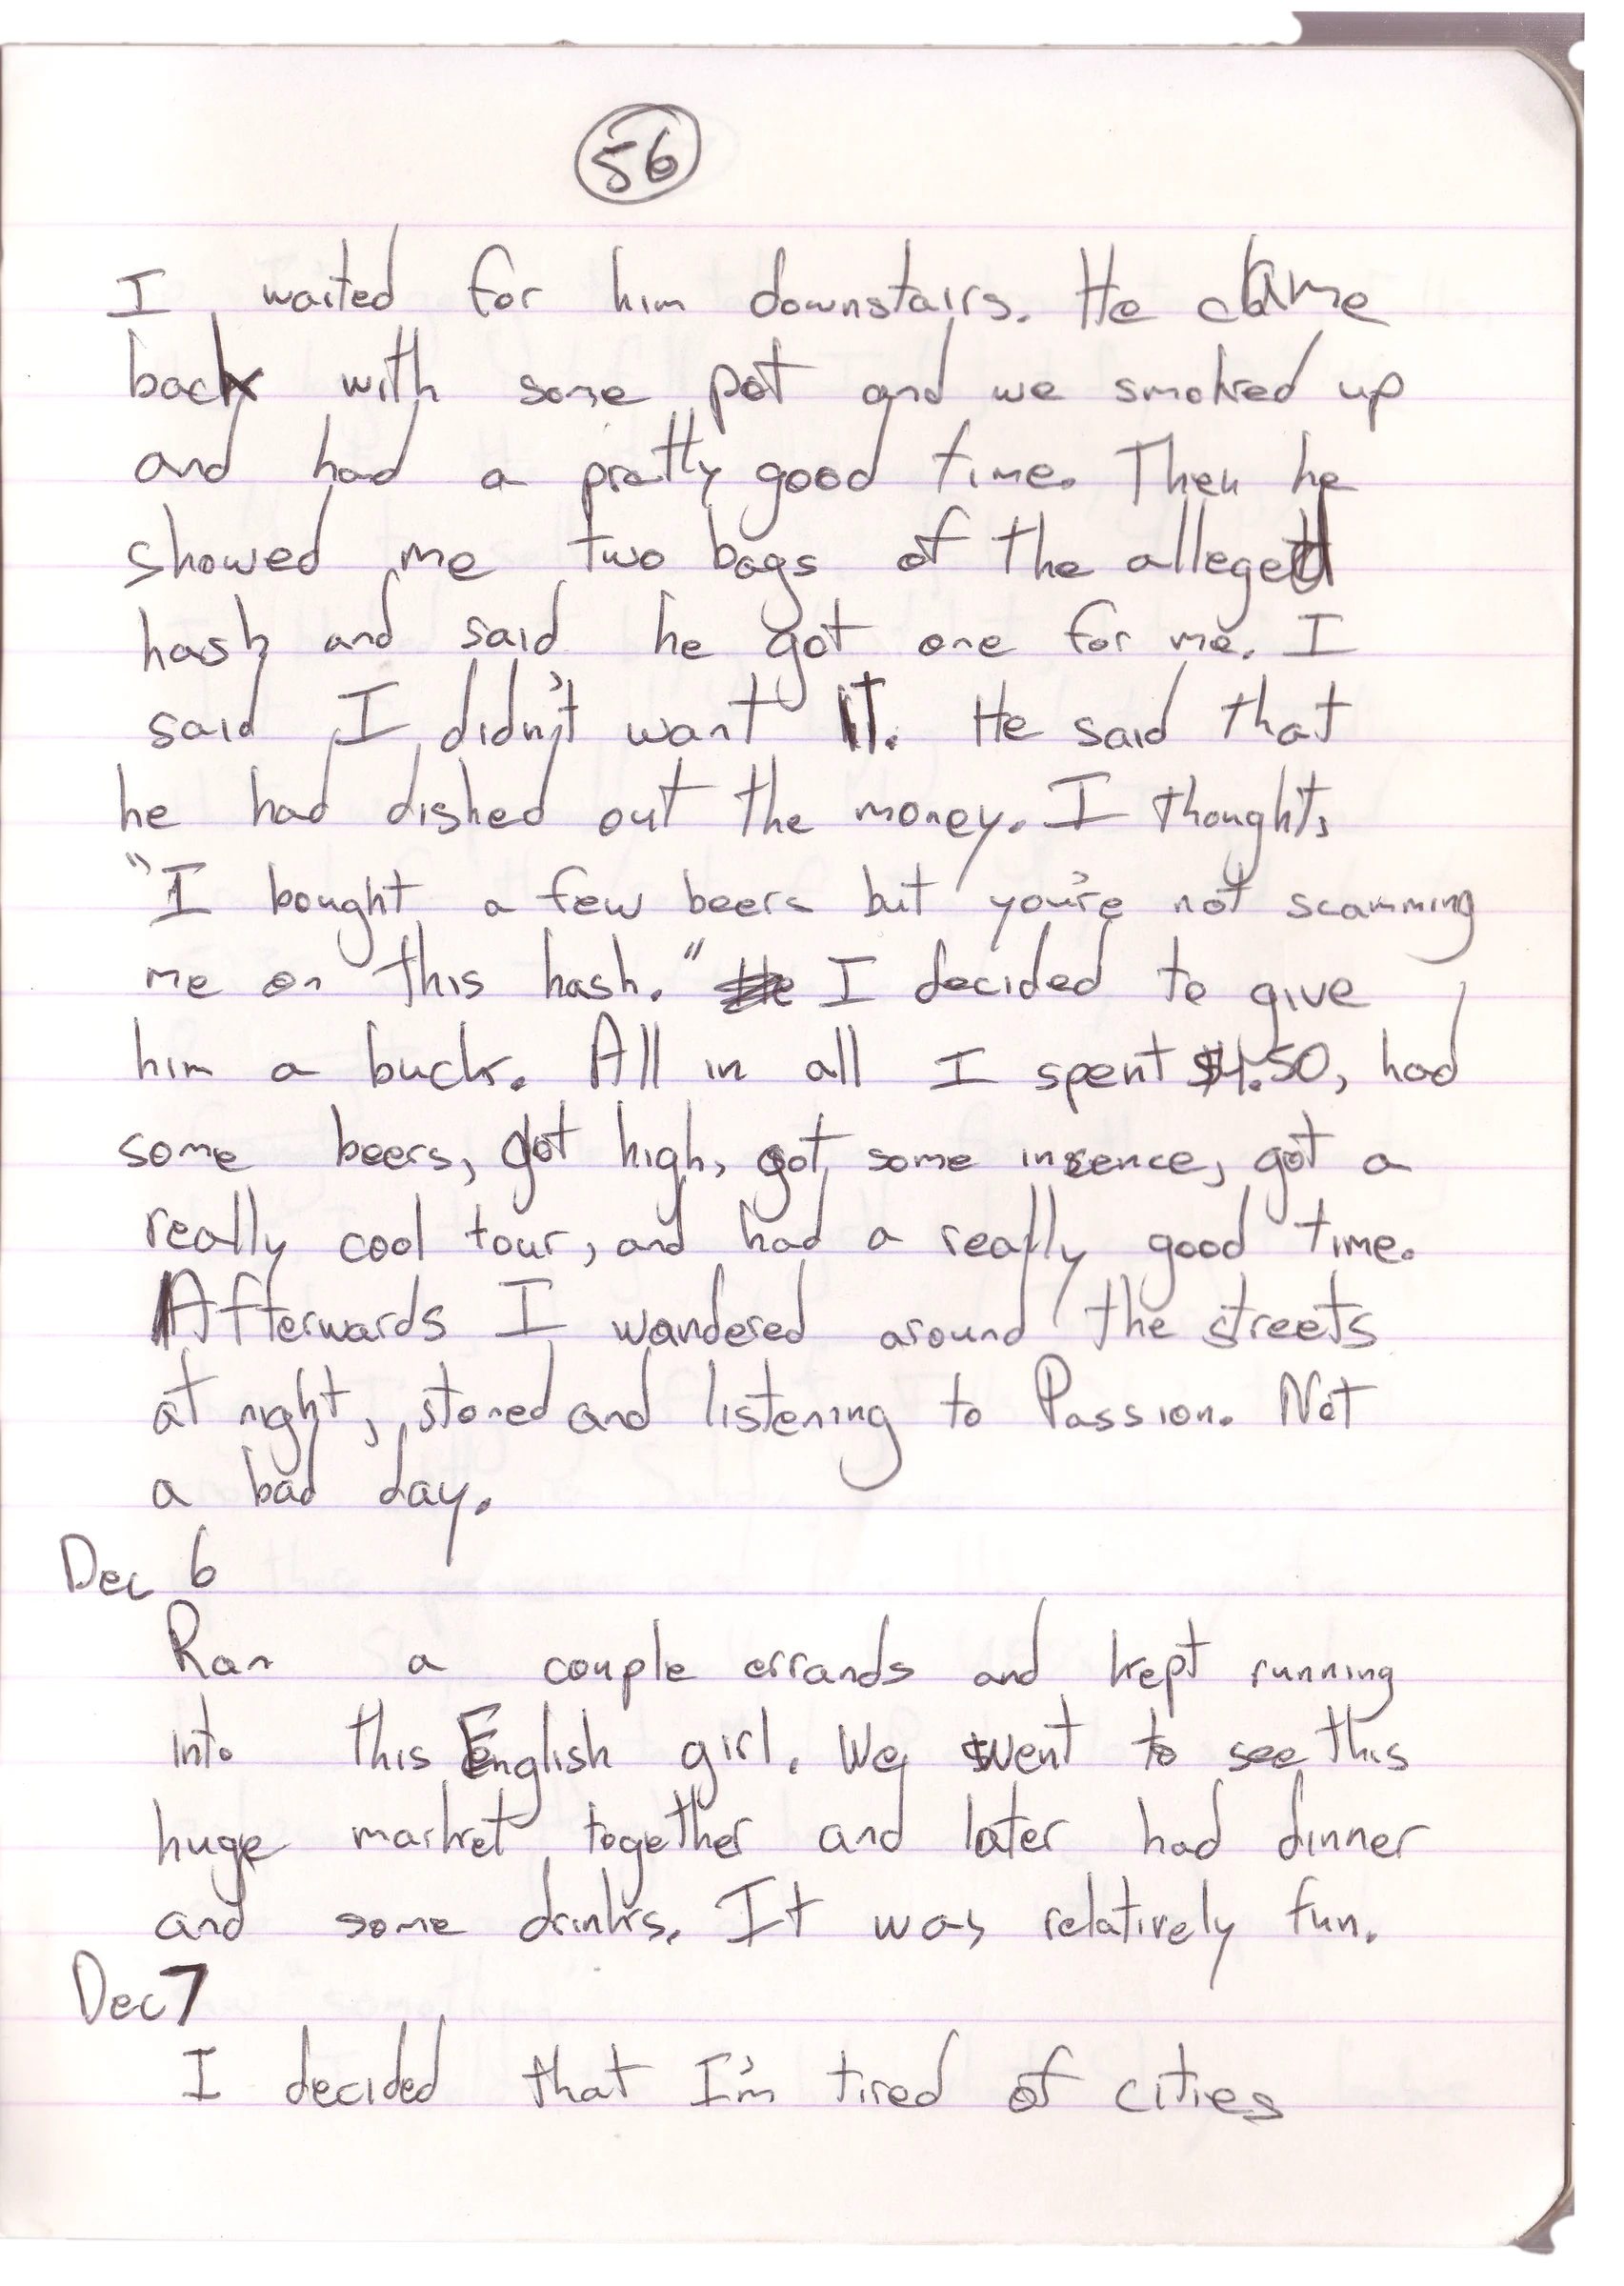 56
I waited for him downstairs. He came
back with some pot and we smoked up
and had a pretty good time. Then he
showed me two bags of the alleged
hash and said he got one for me. I
said I didn't want IT. He said that
he had dished out the money. I thought,
"I bought a few beers but you're not scamming
me on this hash." He I decided to give
him a buck. All in all I spent $4.50, had
some beers, got high, got some insence, got a
really cool tour, and had a really good time.
Afterwards I wandered around the streets
at night, stoned and listening to Passion. Not
a bad day.
Dec 6
Ran a couple errands and kept running
into this English girl. We went to see this
huge market together and later had dinner
and some drinks. It was relatively fun.
Dec 7
I decided that I'm tired of cities